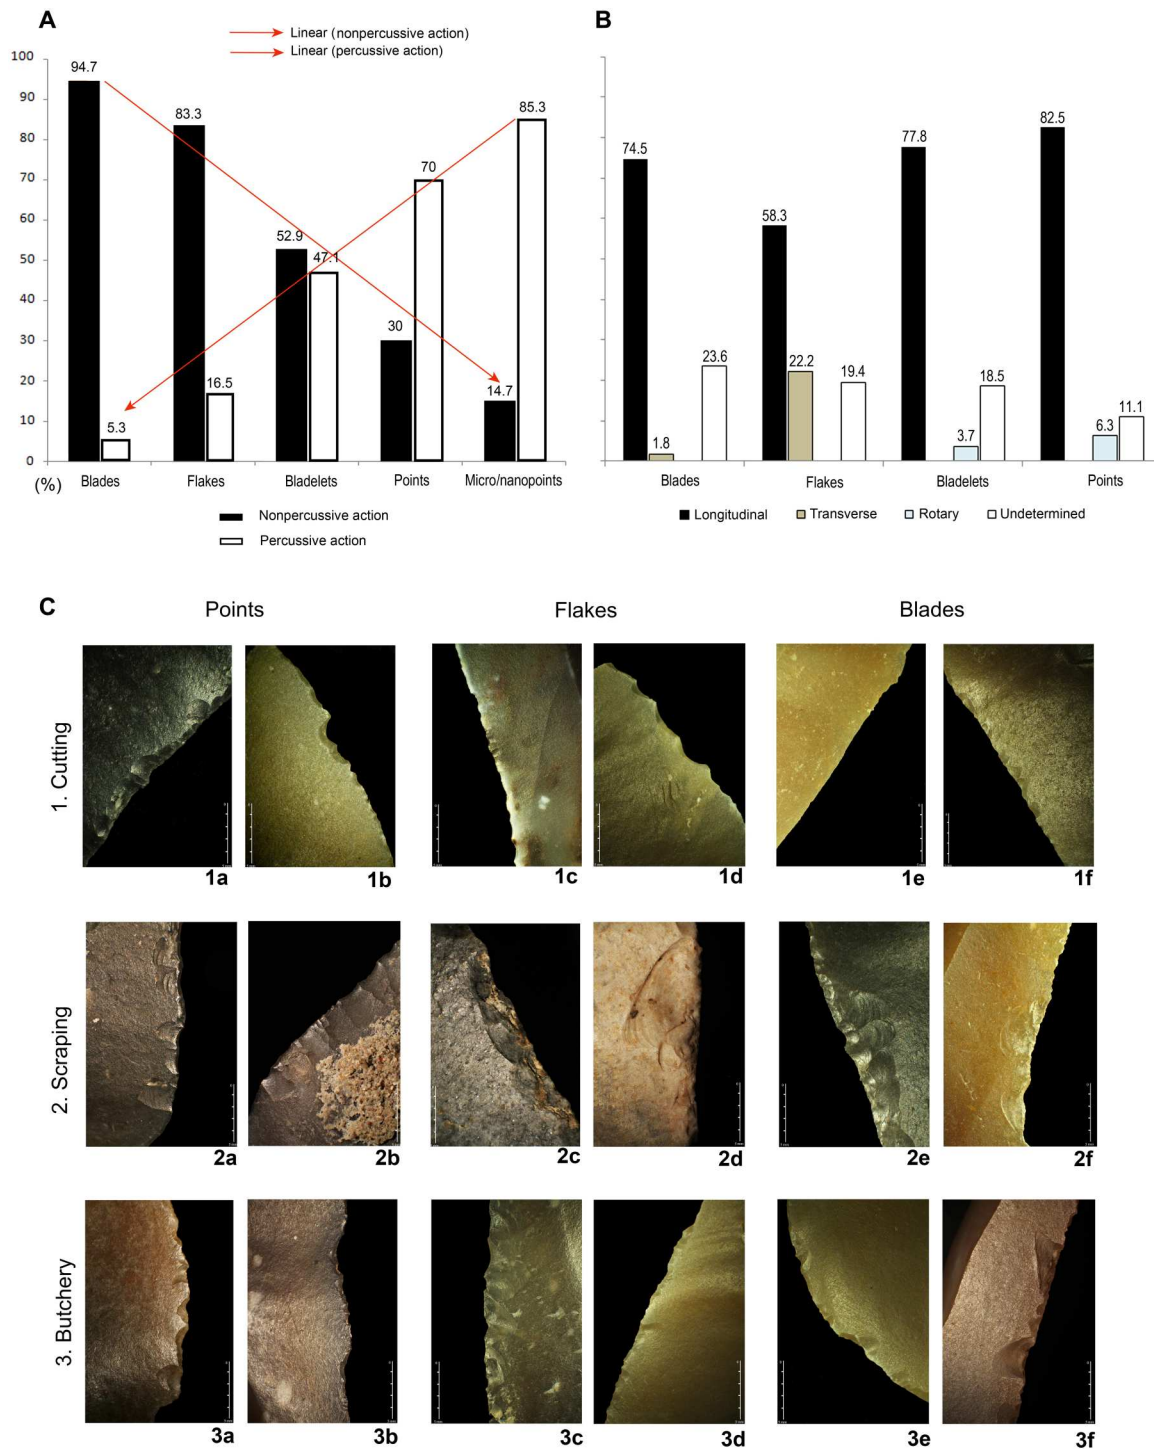 A
B
Linear (nonpercussive action)
Linear (percussive action)
100
90
80
70
60
50
40
30
20
10
0
(%)
94.7
5.3
83.3
16.5
52.9
47.1
30
70
14.7
85.3
Blades Flakes Bladelets Points Micro/nanopoints
Nonpercussive action
Percussive action
74.5
1.8
23.6
58.3
22.2
19.4
77.8
3.7
18.5
82.5
6.3
11.1
Blades Flakes Bladelets Points
Longitudinal Transverse Rotary Undetermined
C
Points Flakes Blades
1. Cutting
1a 1b 1c 1d 1e 1f
2. Scraping
2a 2b 2c 2d 2e 2f
3. Butchery
3a 3b 3c 3d 3e 3f